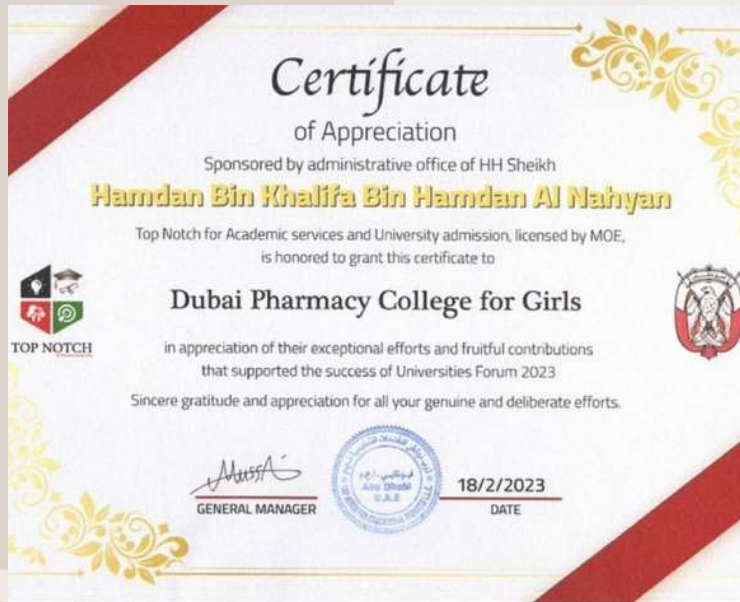 Certificate
of Appreciation
Sponsored by administrative office of HH Sheikh
Hamdan Bin Khalifa Bin Hamdan Al Nahyan
Top Notch for Academic services and University admission, licensed by MOE,
is honored to grant this certificate to
Dubai Pharmacy College for Girls
TOP NOTCH
in appreciation of their exceptional efforts and fruitful contributions
that supported the success of Universities Forum 2023
Sincere gratitude and appreciation for all your genuine and deliberate efforts.
GENERAL MANAGER
Abu Dhabi
U.A.E
18/2/2023
DATE